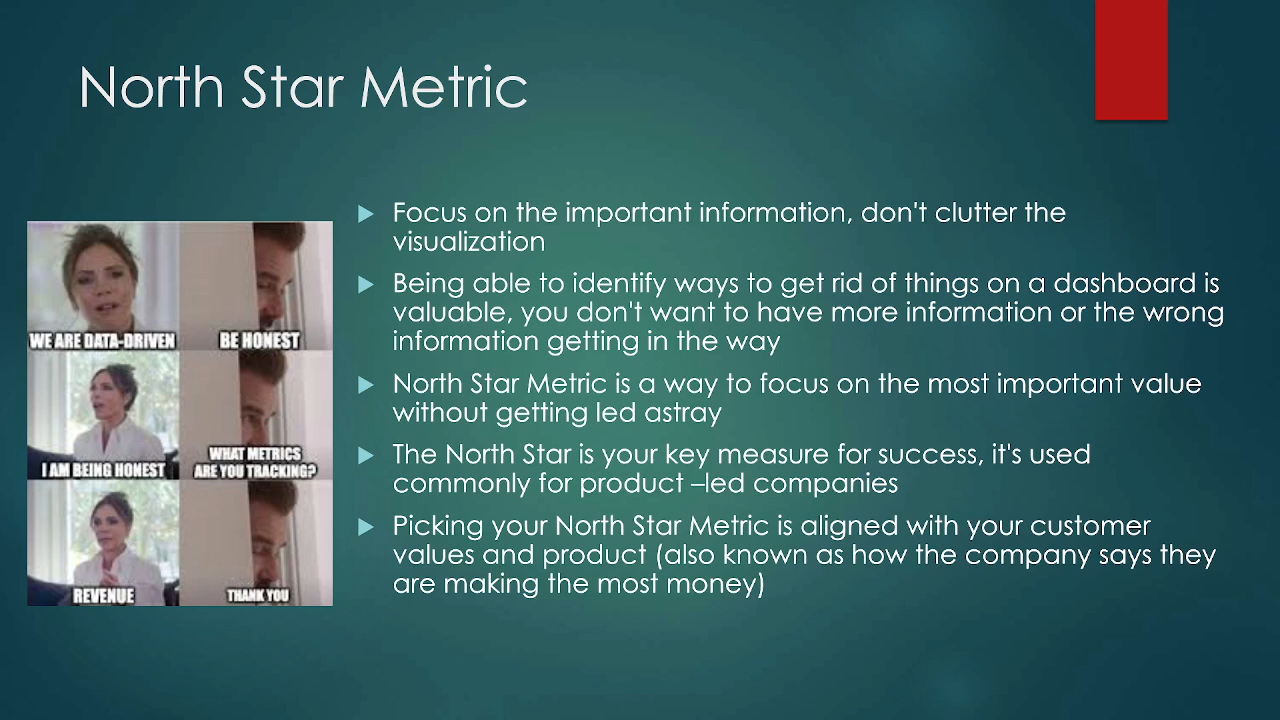 North Star Metric
WE ARE DATA-DRIVEN
BE HONEST
I AM BEING HONEST
WHAT METRICS
ARE YOU TRACKING?
REVENUE
THANK YOU
Focus on the important information, don't clutter the
visualization
Being able to identify ways to get rid of things on a dashboard is
valuable, you don't want to have more information or the wrong
information getting in the way
North Star Metric is a way to focus on the most important value
without getting led astray
The North Star is your key measure for success, it's used
commonly for product –led companies
Picking your North Star Metric is aligned with your customer
values and product (also known as how the company says they
are making the most money)